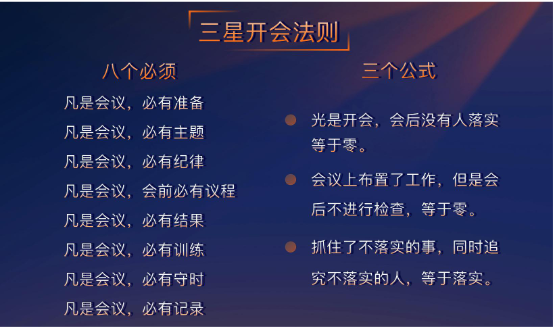 三星开会法则
八个必须
凡是会议，必有准备
凡是会议，必有主题
凡是会议，必有纪律
凡是会议，会前必有议程
凡是会议，必有结果
凡是会议，必有训练
凡是会议，必有守时
凡是会议，必有记录
三个公式
光是开会，会后没有人落实
等于零。
会议上布置了工作，但是会
后不进行检查，等于零。
抓住了不落实的事，同时追
究不落实的人，等于落实。